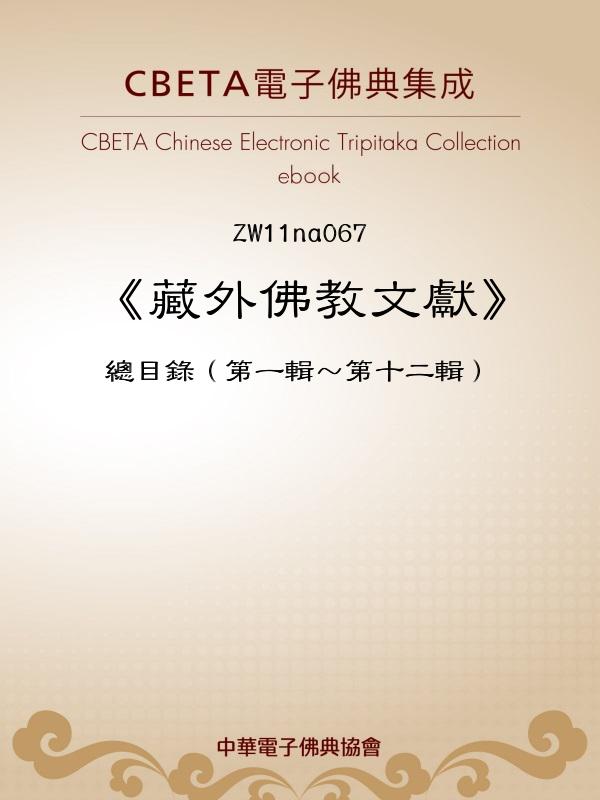 CBETA電子佛典集成
CBETA Chinese Electronic Tripitaka Collection
ebook
ZW11na067
《藏外佛教文獻》
總目錄（第一輯～第十二輯）
中華電子佛典協會